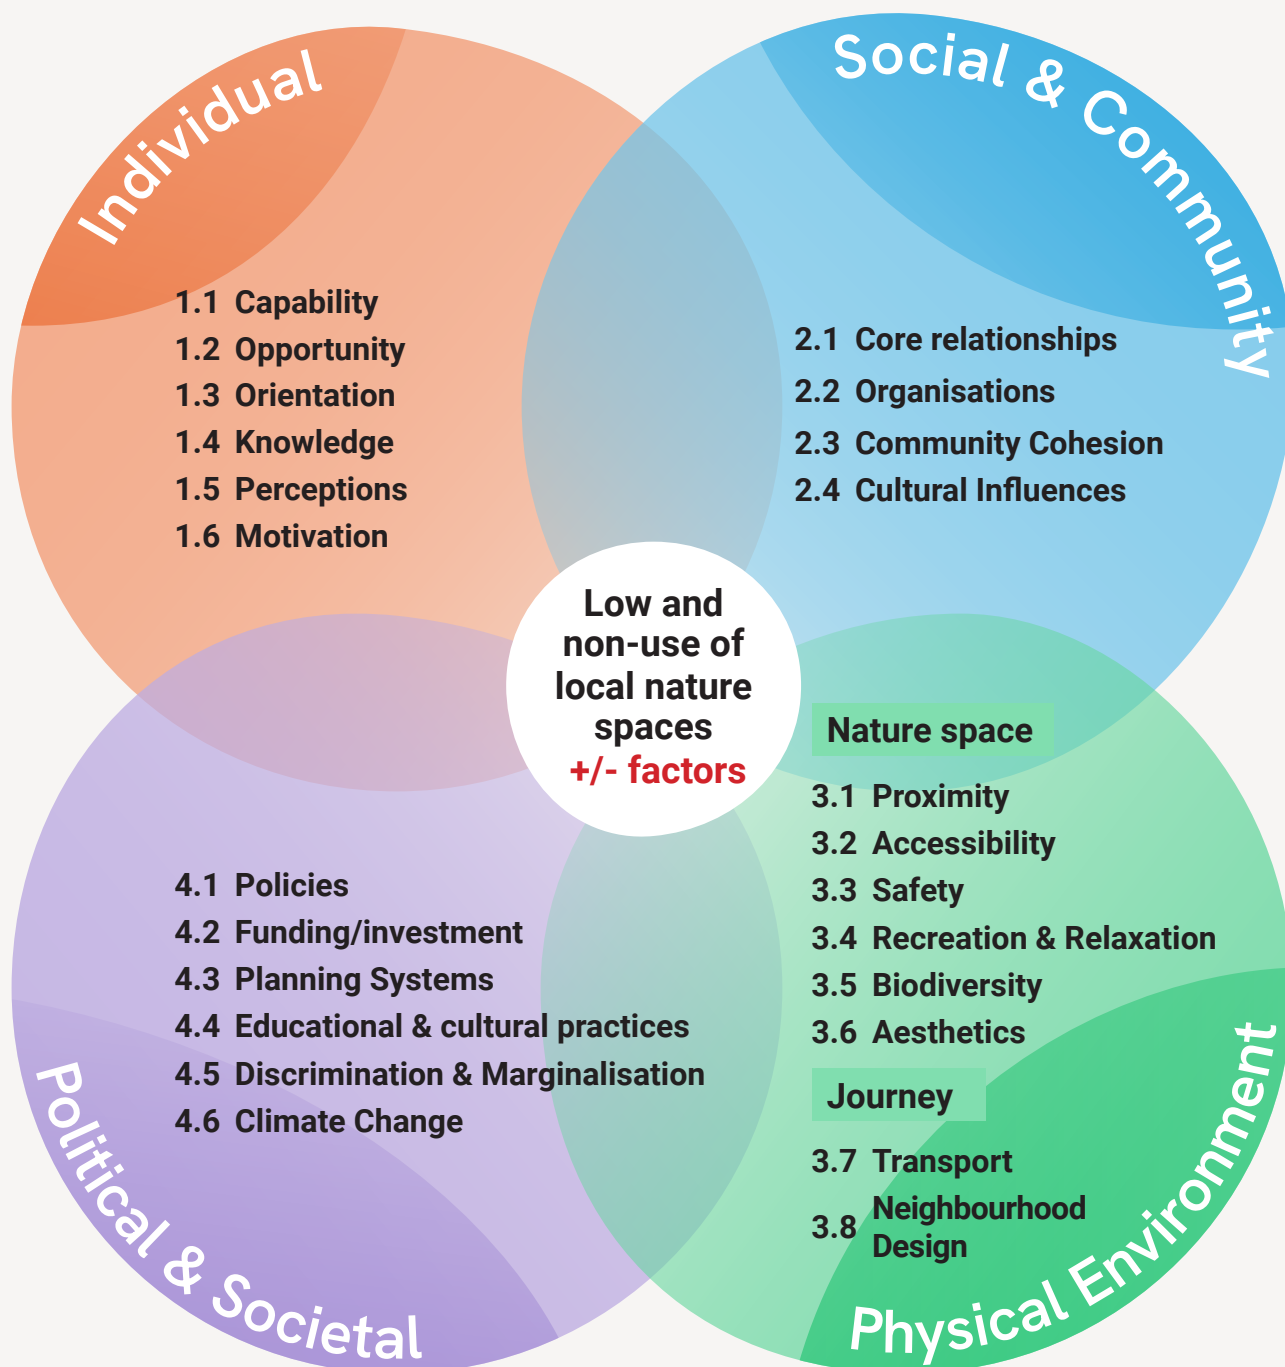 Individual
1.1 Capability
1.2 Opportunity
1.3 Orientation
1.4 Knowledge
1.5 Perceptions
1.6 Motivation
Social & Community
2.1 Core relationships
2.2 Organisations
2.3 Community Cohesion
2.4 Cultural Influences
Low and
non-use of
local nature
spaces
+/- factors
Nature space
3.1 Proximity
3.2 Accessibility
3.3 Safety
3.4 Recreation & Relaxation
3.5 Biodiversity
3.6 Aesthetics
Journey
3.7 Transport
3.8 Neighbourhood
Design
Physical Environment
4.1 Policies
4.2 Funding/investment
4.3 Planning Systems
4.4 Educational & cultural practices
4.5 Discrimination & Marginalisation
4.6 Climate Change
Political & Societal